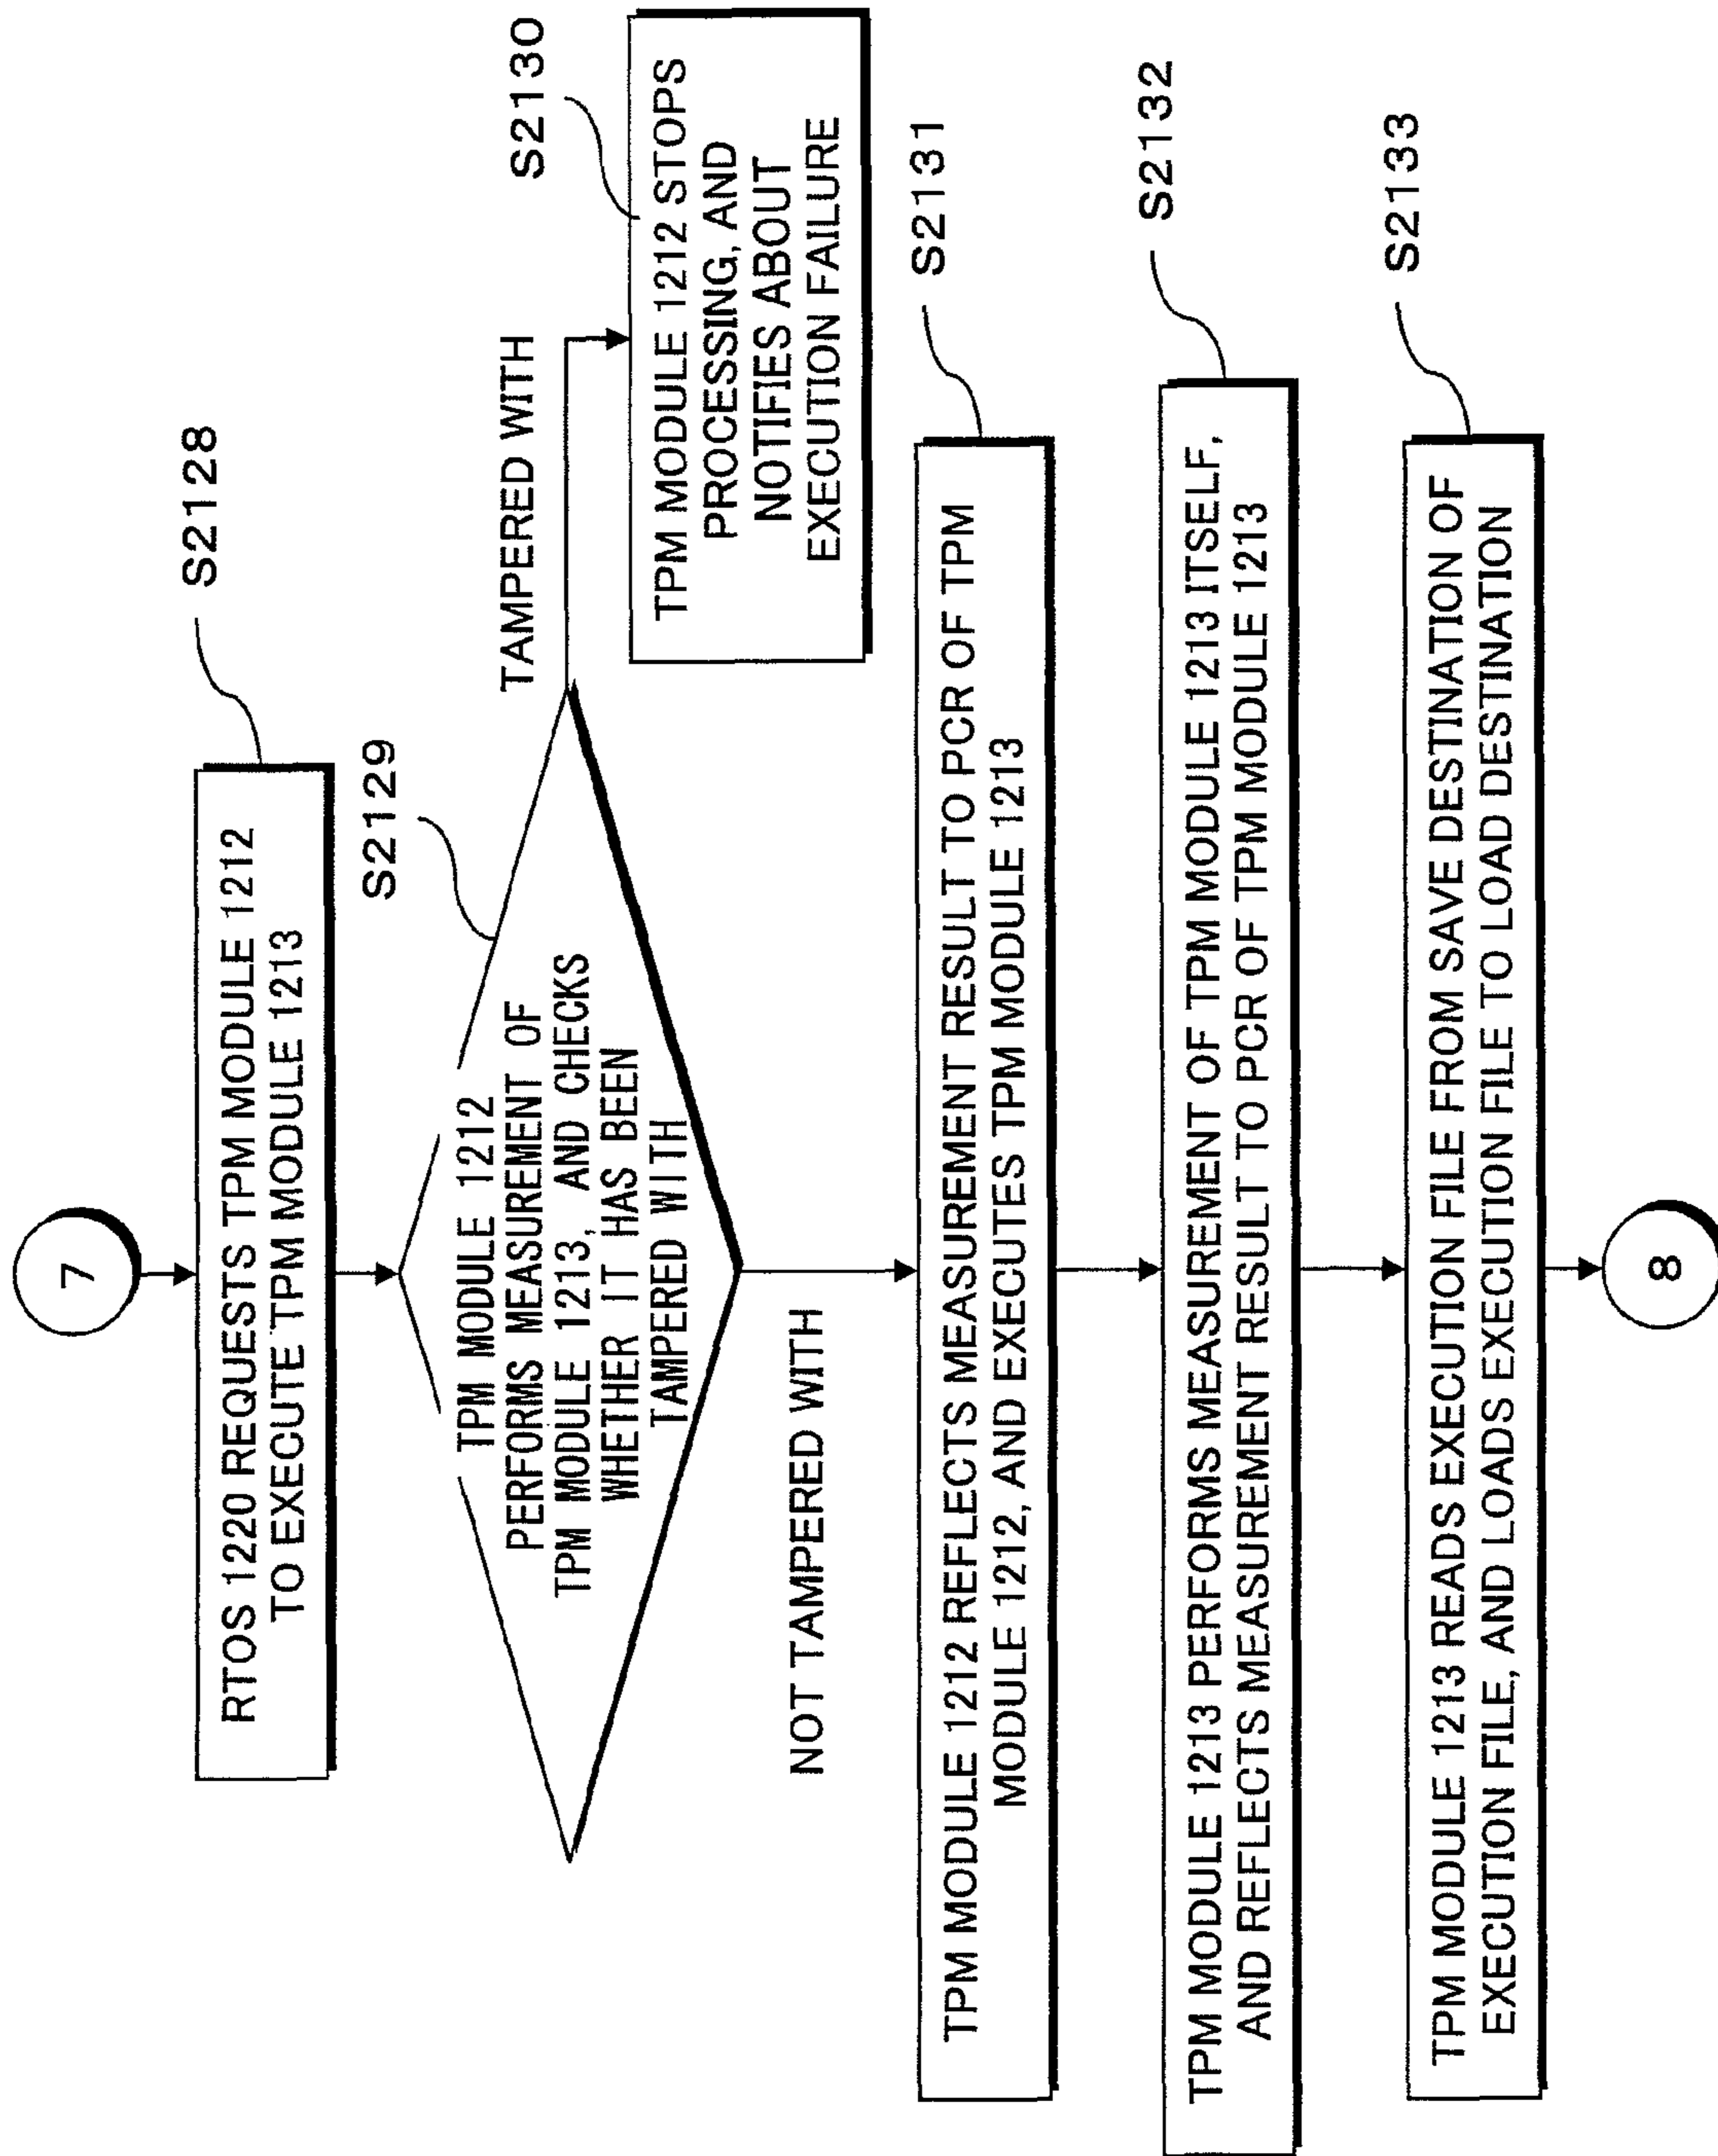 7
S2128
RTOS 1220 REQUESTS TPM MODULE 1212
TO EXECUTE TPM MODULE 1213
S2129
TPM MODULE 1212
PERFORMS MEASUREMENT OF
TPM MODULE 1213, AND CHECKS
WHETHER IT HAS BEEN
TAMPERED WITH
TAMPERED WITH
S2130
TPM MODULE 1212 STOPS
PROCESSING, AND
NOTIFIES ABOUT
EXECUTION FAILURE
NOT TAMPERED WITH
S2131
TPM MODULE 1212 REFLECTS MEASUREMENT RESULT TO PCR OF TPM
MODULE 1212, AND EXECUTES TPM MODULE 1213
S2132
TPM MODULE 1213 PERFORMS MEASUREMENT OF TPM MODULE 1213 ITSELF,
AND REFLECTS MEASUREMENT RESULT TO PCR OF TPM MODULE 1213
S2133
TPM MODULE 1213 READS EXECUTION FILE FROM SAVE DESTINATION OF
EXECUTION FILE, AND LOADS EXECUTION FILE TO LOAD DESTINATION
8